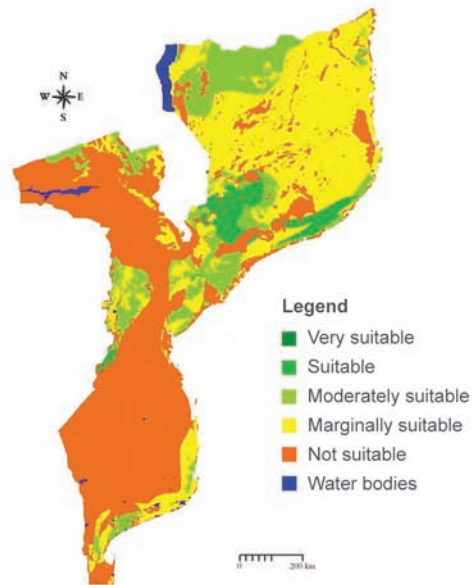 N
W E
S
Legend
Very suitable
Suitable
Moderately suitable
Marginally suitable
Not suitable
Water bodies
0 200 km